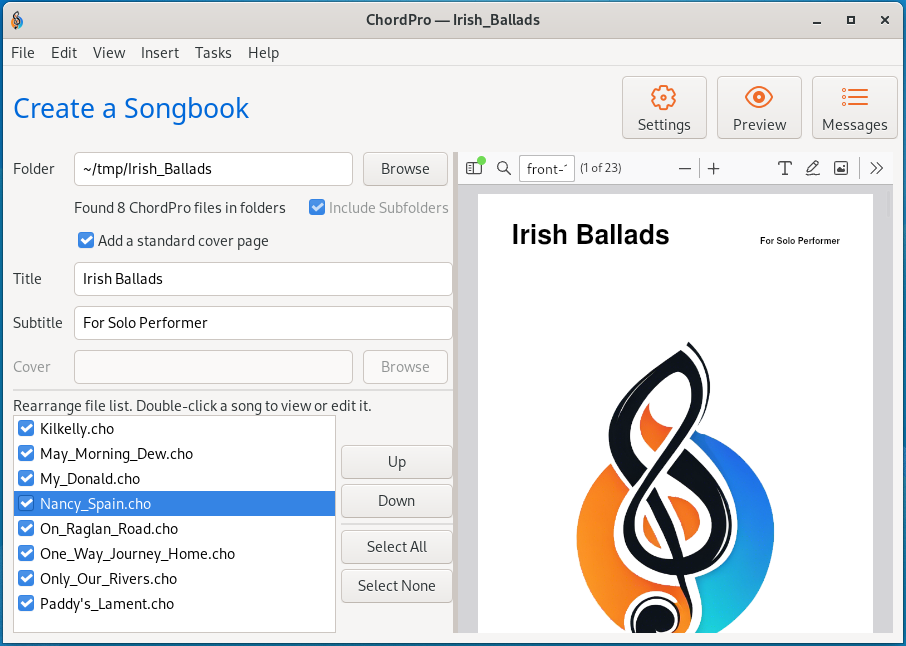 ChordPro — Irish_Ballads
File Edit View Insert Tasks Help
Create a Songbook
Settings Preview Messages
Folder ~/tmp/Irish_Ballads Browse
Found 8 ChordPro files in folders Include Subfolders
Add a standard cover page
Title Irish Ballads
Subtitle For Solo Performer
Cover Browse
Rearrange file list. Double-click a song to view or edit it.
Kilkelly.cho
May_Morning_Dew.cho
My_Donald.cho
Nancy_Spain.cho
On_Raglan_Road.cho
One_Way_Journey_Home.cho
Only_Our_Rivers.cho
Paddy's_Lament.cho
Up
Down
Select All
Select None
front- (1 of 23)
Irish Ballads For Solo Performer